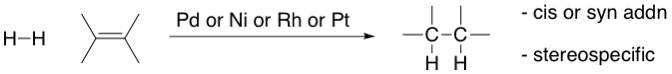 H–H
Pd or Ni or Rh or Pt
–C–C–
H H
- cis or syn addn
- stereospecific